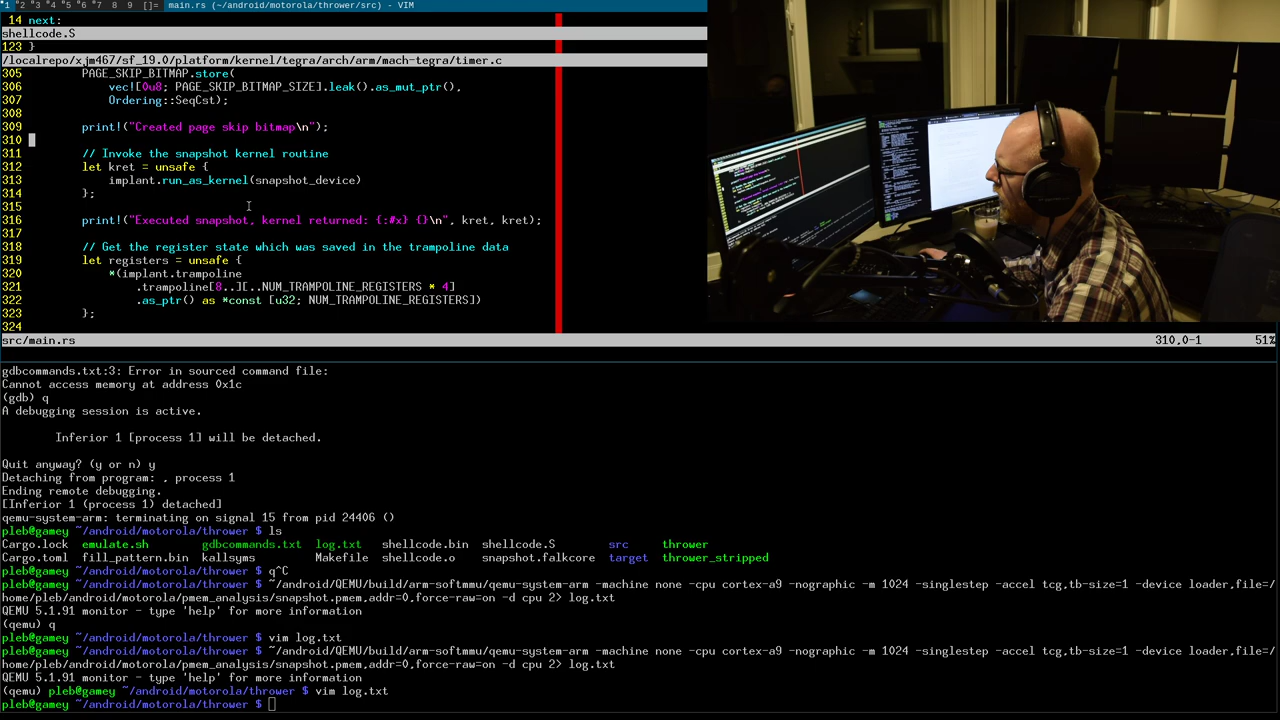 1 2 3 4 5 6 7 8 9 []= main.rs (~/android/motorola/thrower/src) - VIM
14 next:
shellcode.S
123 }
/localrepo/xjm467/sf_19.0/platform/kernel/tegra/arch/arm/mach-tegra/timer.c
305 PAGE_SKIP_BITMAP.store(
306 vec![0u8; PAGE_SKIP_BITMAP_SIZE].leak().as_mut_ptr(),
307 Ordering::SeqCst);
308
309 print!("Created page skip bitmap\n");
310
311 // Invoke the snapshot kernel routine
312 let kret = unsafe {
313 implant.run_as_kernel(snapshot_device)
314 };
315
316 print!("Executed snapshot, kernel returned: {:#x} {}\n", kret, kret);
317
318 // Get the register state which was saved in the trampoline data
319 let registers = unsafe {
320 *(implant.trampoline
321 .trampoline[8..][..NUM_TRAMPOLINE_REGISTERS * 4]
322 .as_ptr() as *const [u32; NUM_TRAMPOLINE_REGISTERS])
323 };
324
src/main.rs 310,0-1 51%
gdbcommands.txt:3: Error in sourced command file:
Cannot access memory at address 0x1c
(gdb) q
A debugging session is active.
Inferior 1 [process 1] will be detached.
Quit anyway? (y or n) y
Detaching from program: , process 1
Ending remote debugging.
[Inferior 1 (process 1) detached]
qemu-system-arm: terminating on signal 15 from pid 24406 ()
pleb@gamey ~/android/motorola/thrower $ ls
Cargo.lock emulate.sh gdbcommands.txt log.txt shellcode.bin shellcode.S src thrower
Cargo.toml fill_pattern.bin kallsyms Makefile shellcode.o snapshot.falkcore target thrower_stripped
pleb@gamey ~/android/motorola/thrower $ q^C
pleb@gamey ~/android/motorola/thrower $ ~/android/QEMU/build/arm-softmmu/qemu-system-arm -machine none -cpu cortex-a9 -nographic -m 1024 -singlestep -accel tcg,tb-size=1 -device loader,file=/
home/pleb/android/motorola/pmem_analysis/snapshot.pmem,addr=0,force-raw=on -d cpu 2> log.txt
QEMU 5.1.91 monitor - type 'help' for more information
(qemu) q
pleb@gamey ~/android/motorola/thrower $ vim log.txt
pleb@gamey ~/android/motorola/thrower $ ~/android/QEMU/build/arm-softmmu/qemu-system-arm -machine none -cpu cortex-a9 -nographic -m 1024 -singlestep -accel tcg,tb-size=1 -device loader,file=/
home/pleb/android/motorola/pmem_analysis/snapshot.pmem,addr=0,force-raw=on -d cpu 2> log.txt
QEMU 5.1.91 monitor - type 'help' for more information
(qemu) pleb@gamey ~/android/motorola/thrower $ vim log.txt
pleb@gamey ~/android/motorola/thrower $